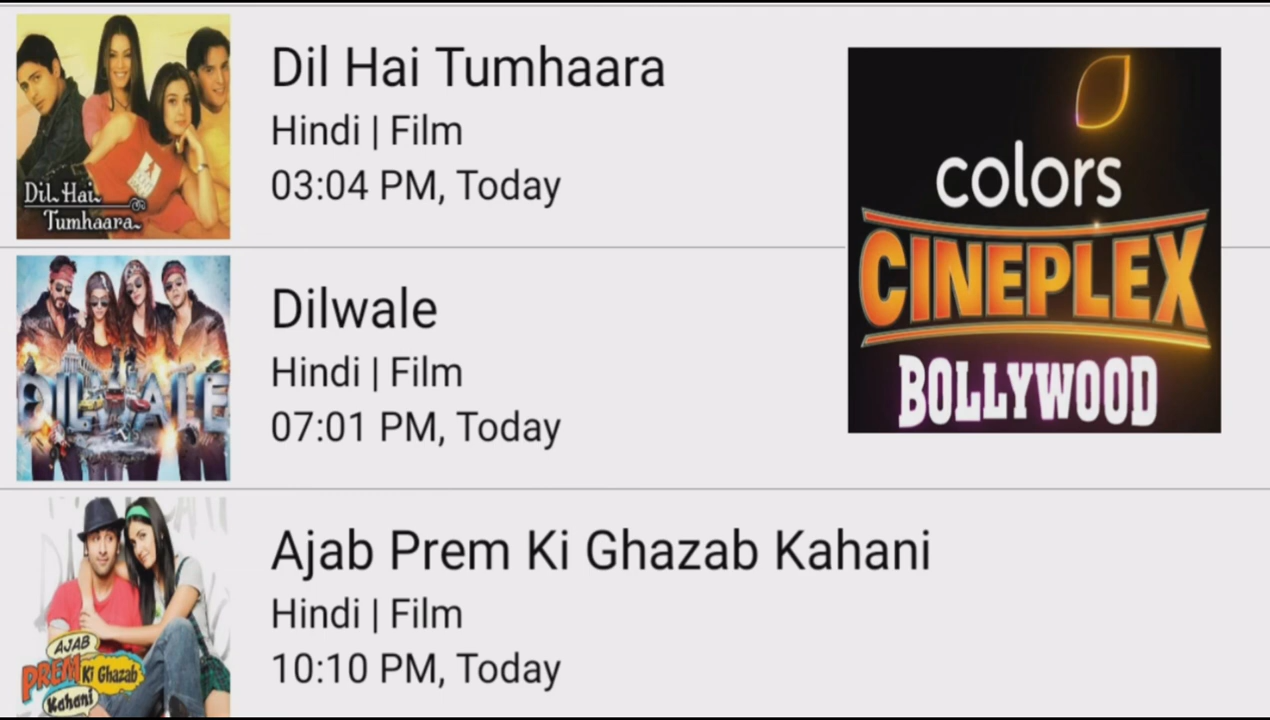 Dil Hai
Tumhaara
Dil Hai Tumhaara
Hindi | Film
03:04 PM, Today
colors
CINEPLEX
BOLLYWOOD
DILWALE
Dilwale
Hindi | Film
07:01 PM, Today
AJAB
PREM Ki Ghazab
Kahani
Ajab Prem Ki Ghazab Kahani
Hindi | Film
10:10 PM, Today